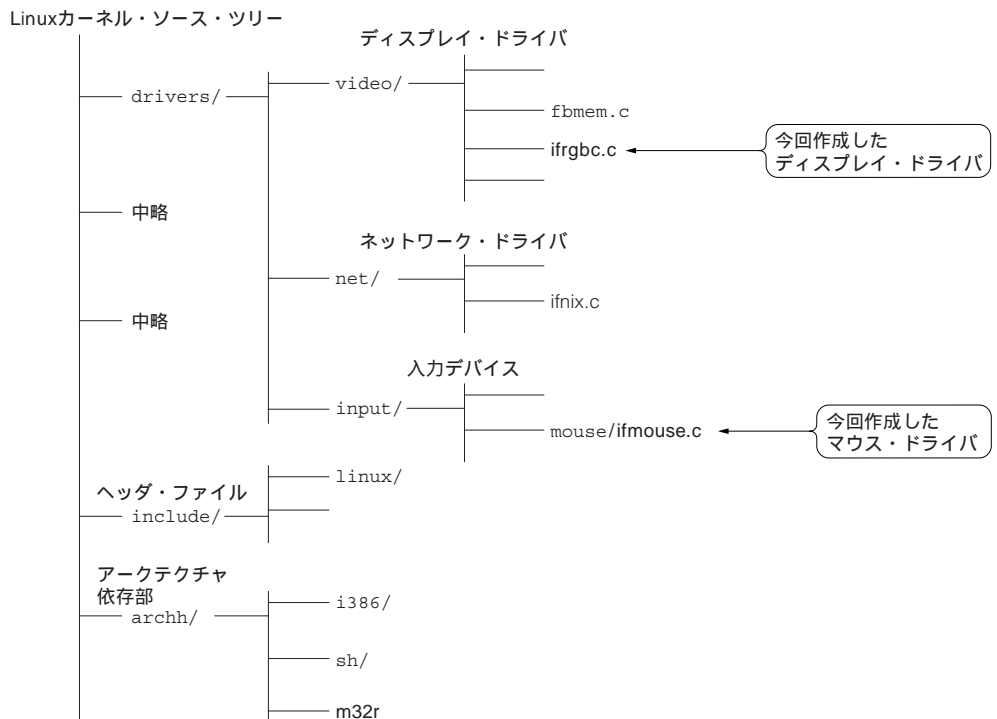 Linuxカーネル・ソース・ツリー
ディスプレイ・ドライバ
drivers/
video/
fbmem.c
ifrgbc.c
今回作成した
ディスプレイ・ドライバ
中略
ネットワーク・ドライバ
net/
ifnix.c
中略
入力デバイス
input/
mouse/ifmouse.c
今回作成した
マウス・ドライバ
ヘッダ・ファイル
include/
linux/
アークテクチャ
依存部
archh/
i386/
sh/
m32r